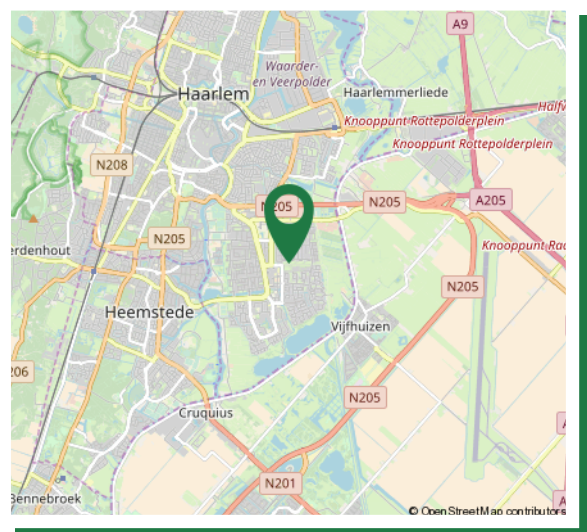 A9
Waarder-
en Veerpolder
Haarlem
Haarlemmerliede
Halfv
Knooppunt Rottepolderplein
Knooppunt Rottepolderplein
N208
N205
N205
A205
N205
erdenhout
Knooppunt Raa
N205
Heemstede
Vijfhuizen
206
N205
Cruquius
A
N201
Bennebroek
A
© OpenStreetMap contributors